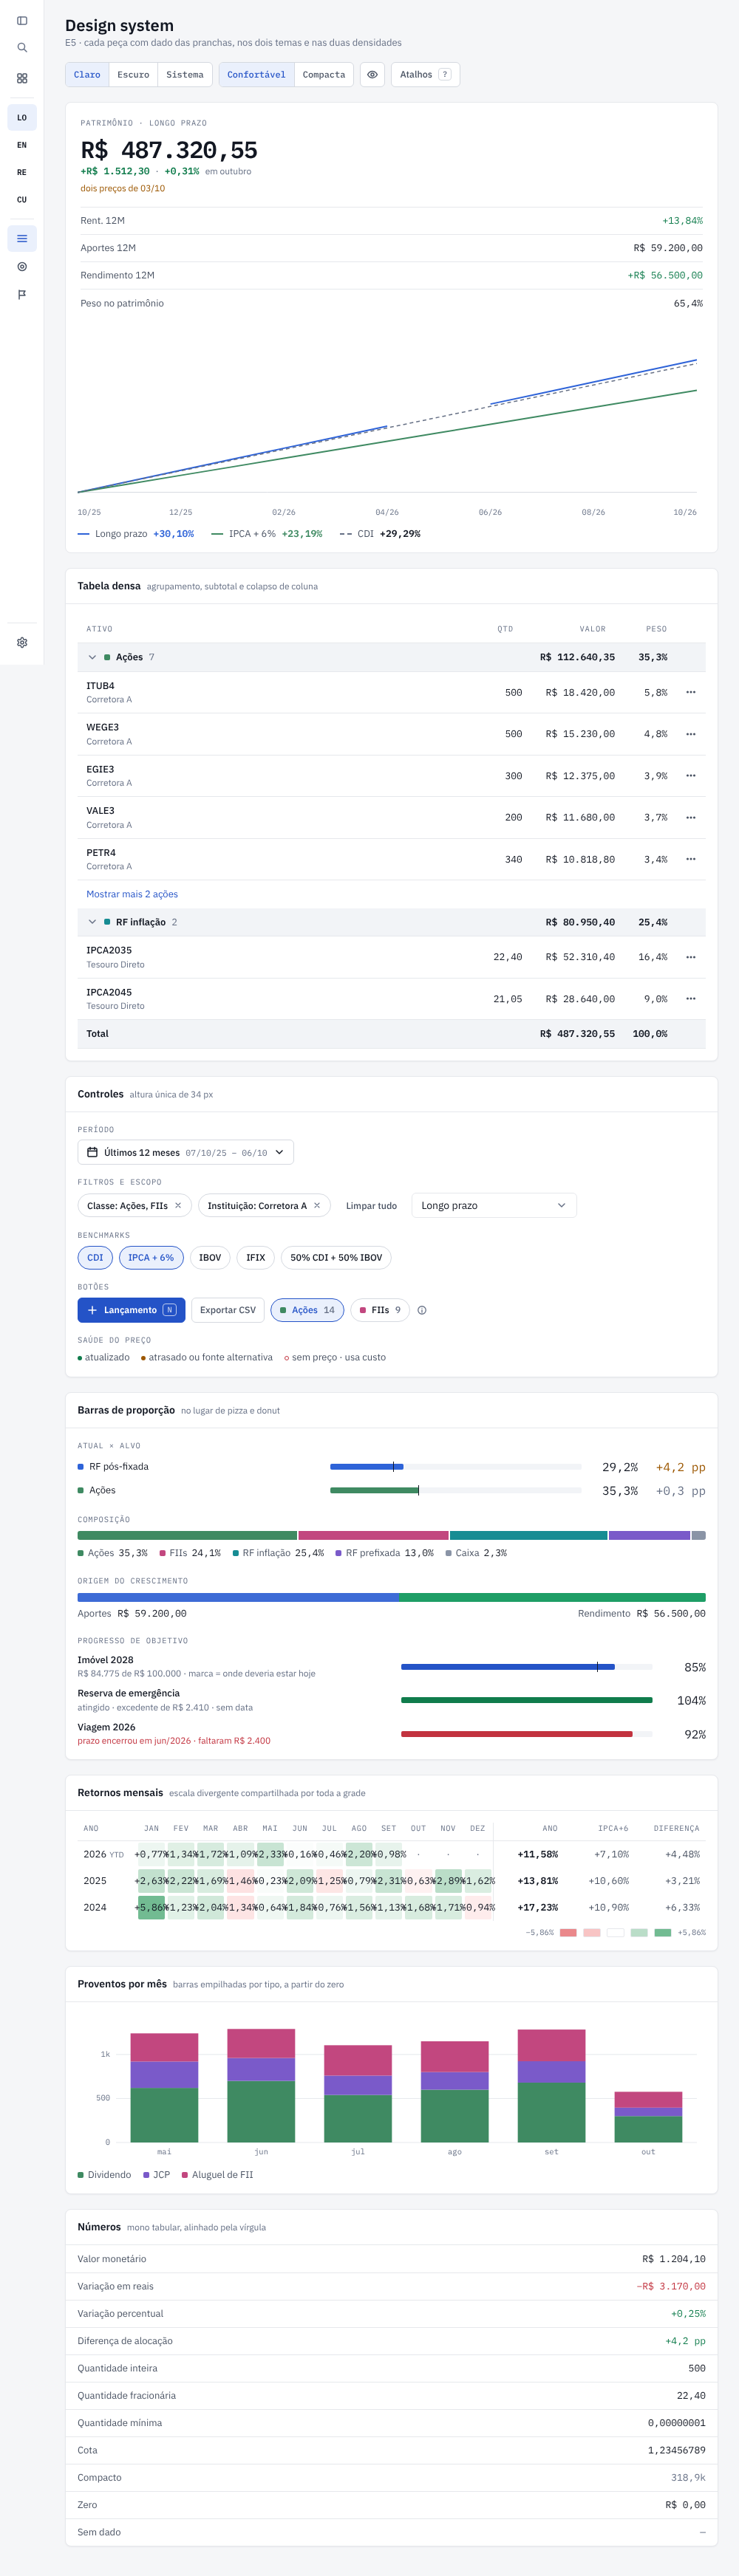 Design system
E5 · cada peça com dado das pranchas, nos dois temas e nas duas densidades
Claro Escuro Sistema Confortável Compacta Atalhos ?
LO
EN
RE
CU
PATRIMÔNIO · LONGO PRAZO
R$ 487.320,55
+R$ 1.512,30 · +0,31% em outubro
dois preços de 03/10
Rent. 12M +13,84%
Aportes 12M R$ 59.200,00
Rendimento 12M +R$ 56.500,00
Peso no patrimônio 65,4%
10/25 12/25 02/26 04/26 06/26 08/26 10/26
Longo prazo +30,10% IPCA + 6% +23,19% CDI +29,29%
Tabela densa agrupamento, subtotal e colapso de coluna
ATIVO QTD VALOR PESO
Ações 7 R$ 112.640,35 35,3%
ITUB4 500 R$ 18.420,00 5,8%
Corretora A
WEGE3 500 R$ 15.230,00 4,8%
Corretora A
EGIE3 300 R$ 12.375,00 3,9%
Corretora A
VALE3 200 R$ 11.680,00 3,7%
Corretora A
PETR4 340 R$ 10.818,80 3,4%
Corretora A
Mostrar mais 2 ações
RF inflação 2 R$ 80.950,40 25,4%
IPCA2035 22,40 R$ 52.310,40 16,4%
Tesouro Direto
IPCA2045 21,05 R$ 28.640,00 9,0%
Tesouro Direto
Total R$ 487.320,55 100,0%
Controles altura única de 34 px
PERÍODO
Últimos 12 meses 07/10/25 – 06/10
FILTROS E ESCOPO
Classe: Ações, FIIs × Instituição: Corretora A × Limpar tudo Longo prazo
BENCHMARKS
CDI IPCA + 6% IBOV IFIX 50% CDI + 50% IBOV
BOTÕES
+ Lançamento N Exportar CSV Ações 14 FIIs 9
SAÚDE DO PREÇO
atualizado atrasado ou fonte alternativa sem preço · usa custo
Barras de proporção no lugar de pizza e donut
ATUAL × ALVO
RF pós-fixada 29,2% +4,2 pp
Ações 35,3% +0,3 pp
COMPOSIÇÃO
Ações 35,3% FIIs 24,1% RF inflação 25,4% RF prefixada 13,0% Caixa 2,3%
ORIGEM DO CRESCIMENTO
Aportes R$ 59.200,00 Rendimento R$ 56.500,00
PROGRESSO DE OBJETIVO
Imóvel 2028 85%
R$ 84.775 de R$ 100.000 · marca = onde deveria estar hoje
Reserva de emergência 104%
atingido · excedente de R$ 2.410 · sem data
Viagem 2026 92%
prazo encerrou em jun/2026 · faltaram R$ 2.400
Retornos mensais escala divergente compartilhada por toda a grade
ANO JAN FEV MAR ABR MAI JUN JUL AGO SET OUT NOV DEZ ANO IPCA+6 DIFERENÇA
2026 YTD +0,77% 1,34% 1,72% 1,09% 2,33% 0,16% 0,46% 2,20% 0,98% · · · +11,58% +7,10% +4,48%
2025 +2,63% 2,22% 1,69% 1,46% 0,23% 2,09% 1,25% 0,79% 2,31% 0,63% 2,89% 1,62% +13,81% +10,60% +3,21%
2024 +5,86% 1,23% 2,04% 1,34% 0,64% 1,84% 0,76% 1,56% 1,13% 1,68% 1,71% 0,94% +17,23% +10,90% +6,33%
−5,86% +5,86%
Proventos por mês barras empilhadas por tipo, a partir do zero
1k
500
0
mai jun jul ago set out
Dividendo JCP Aluguel de FII
Números mono tabular, alinhado pela vírgula
Valor monetário R$ 1.204,10
Variação em reais −R$ 3.170,00
Variação percentual +0,25%
Diferença de alocação +4,2 pp
Quantidade inteira 500
Quantidade fracionária 22,40
Quantidade mínima 0,00000001
Cota 1,23456789
Compacto 318,9k
Zero R$ 0,00
Sem dado —